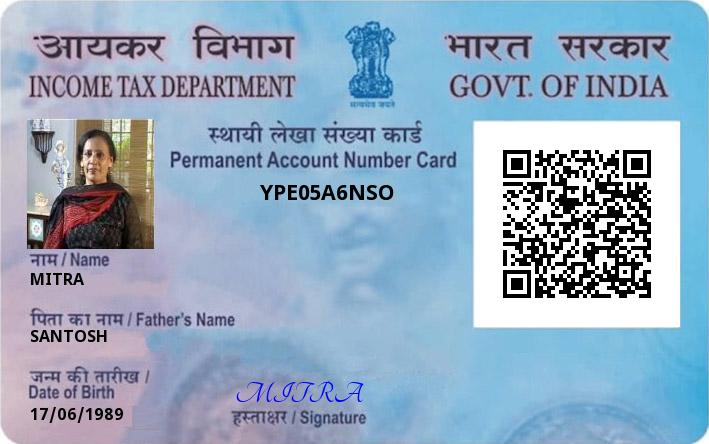 आयकर विभाग
INCOME TAX DEPARTMENT
सत्यमेव जयते
भारत सरकार
GOVT. OF INDIA
स्थायी लेखा संख्या कार्ड
Permanent Account Number Card
YPE05A6NSO
नाम / Name
MITRA
पिता का नाम / Father's Name
SANTOSH
जन्म की तारीख /
Date of Birth
17/06/1989
MITRA
हस्ताक्षर / Signature